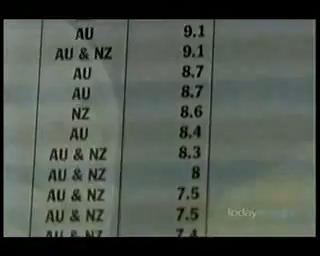 AU 9.1
AU & NZ 9.1
AU 8.7
AU 8.7
NZ 8.6
AU 8.4
AU & NZ 8.3
AU & NZ 8
AU & NZ 7.5
AU & NZ 7.5
AU & NZ 7.4
today